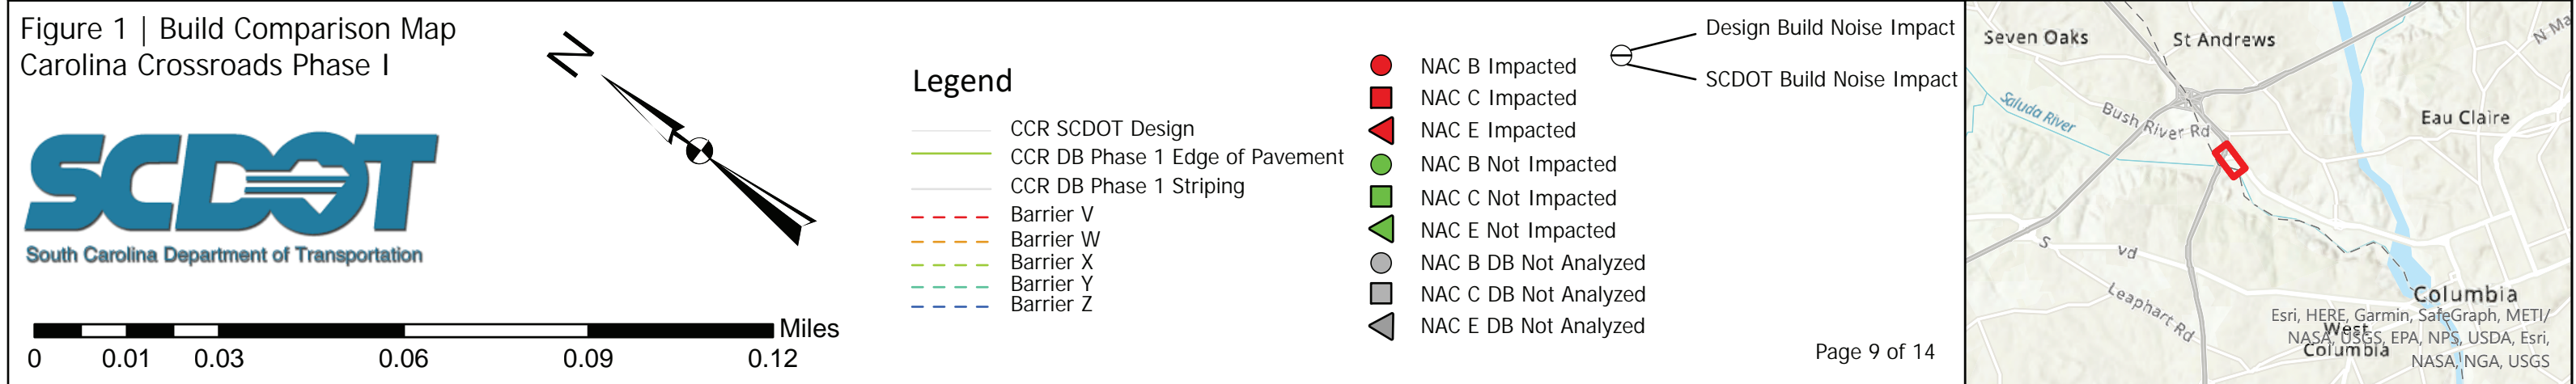 Figure 1 | Build Comparison Map
Carolina Crossroads Phase I
N
SCDOT
South Carolina Department of Transportation
Miles
0 0.01 0.03 0.06 0.09 0.12
Legend
CCR SCDOT Design
CCR DB Phase 1 Edge of Pavement
CCR DB Phase 1 Striping
Barrier V
Barrier W
Barrier X
Barrier Y
Barrier Z
NAC B Impacted
NAC C Impacted
NAC E Impacted
NAC B Not Impacted
NAC C Not Impacted
NAC E Not Impacted
NAC B DB Not Analyzed
NAC C DB Not Analyzed
NAC E DB Not Analyzed
Design Build Noise Impact
SCDOT Build Noise Impact
Page 9 of 14
Seven Oaks
St Andrews
N Ma
Saluda River
Bush River Rd
Eau Claire
S
vd
Leaphart Rd
Columbia
West
Columbia
Esri, HERE, Garmin, SafeGraph, METI/
NASA, USGS, EPA, NPS, USDA, Esri,
NASA, NGA, USGS